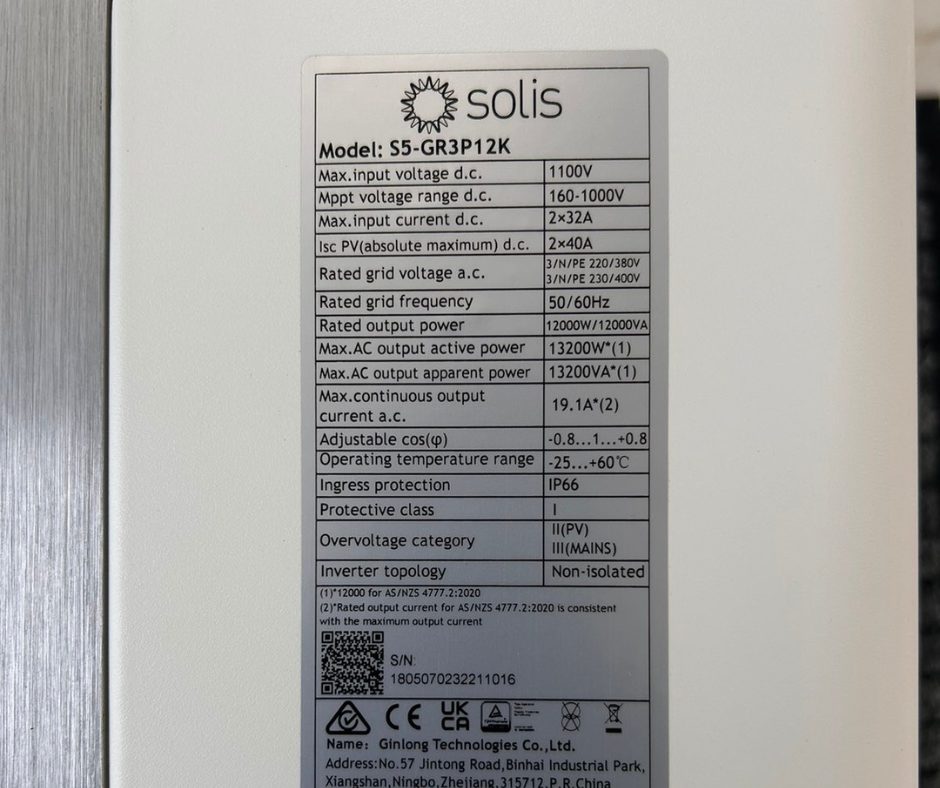 solis
Model: S5-GR3P12K
Max.input voltage d.c. 1100V
Mppt voltage range d.c. 160-1000V
Max.input current d.c. 2×32A
Isc PV(absolute maximum) d.c. 2×40A
Rated grid voltage a.c. 3/N/PE 220/380V
3/N/PE 230/400V
Rated grid frequency 50/60Hz
Rated output power 12000W/12000VA
Max.AC output active power 13200W*(1)
Max.AC output apparent power 13200VA*(1)
Max.continuous output
current a.c. 19.1A*(2)
Adjustable cos(φ) -0.8...1...+0.8
Operating temperature range -25...+60℃
Ingress protection IP66
Protective class I
Overvoltage category II(PV)
III(MAINS)
Inverter topology Non-isolated
(1)*12000 for AS/NZS 4777.2:2020
(2)*Rated output current for AS/NZS 4777.2:2020 is consistent
with the maximum output current
S/N:
1805070232211016
CE UK
CA
Name: Ginlong Technologies Co.,Ltd.
Address:No.57 Jintong Road,Binhai Industrial Park,
Xiangshan,Ningbo,Zhejiang,315712,P.R.China